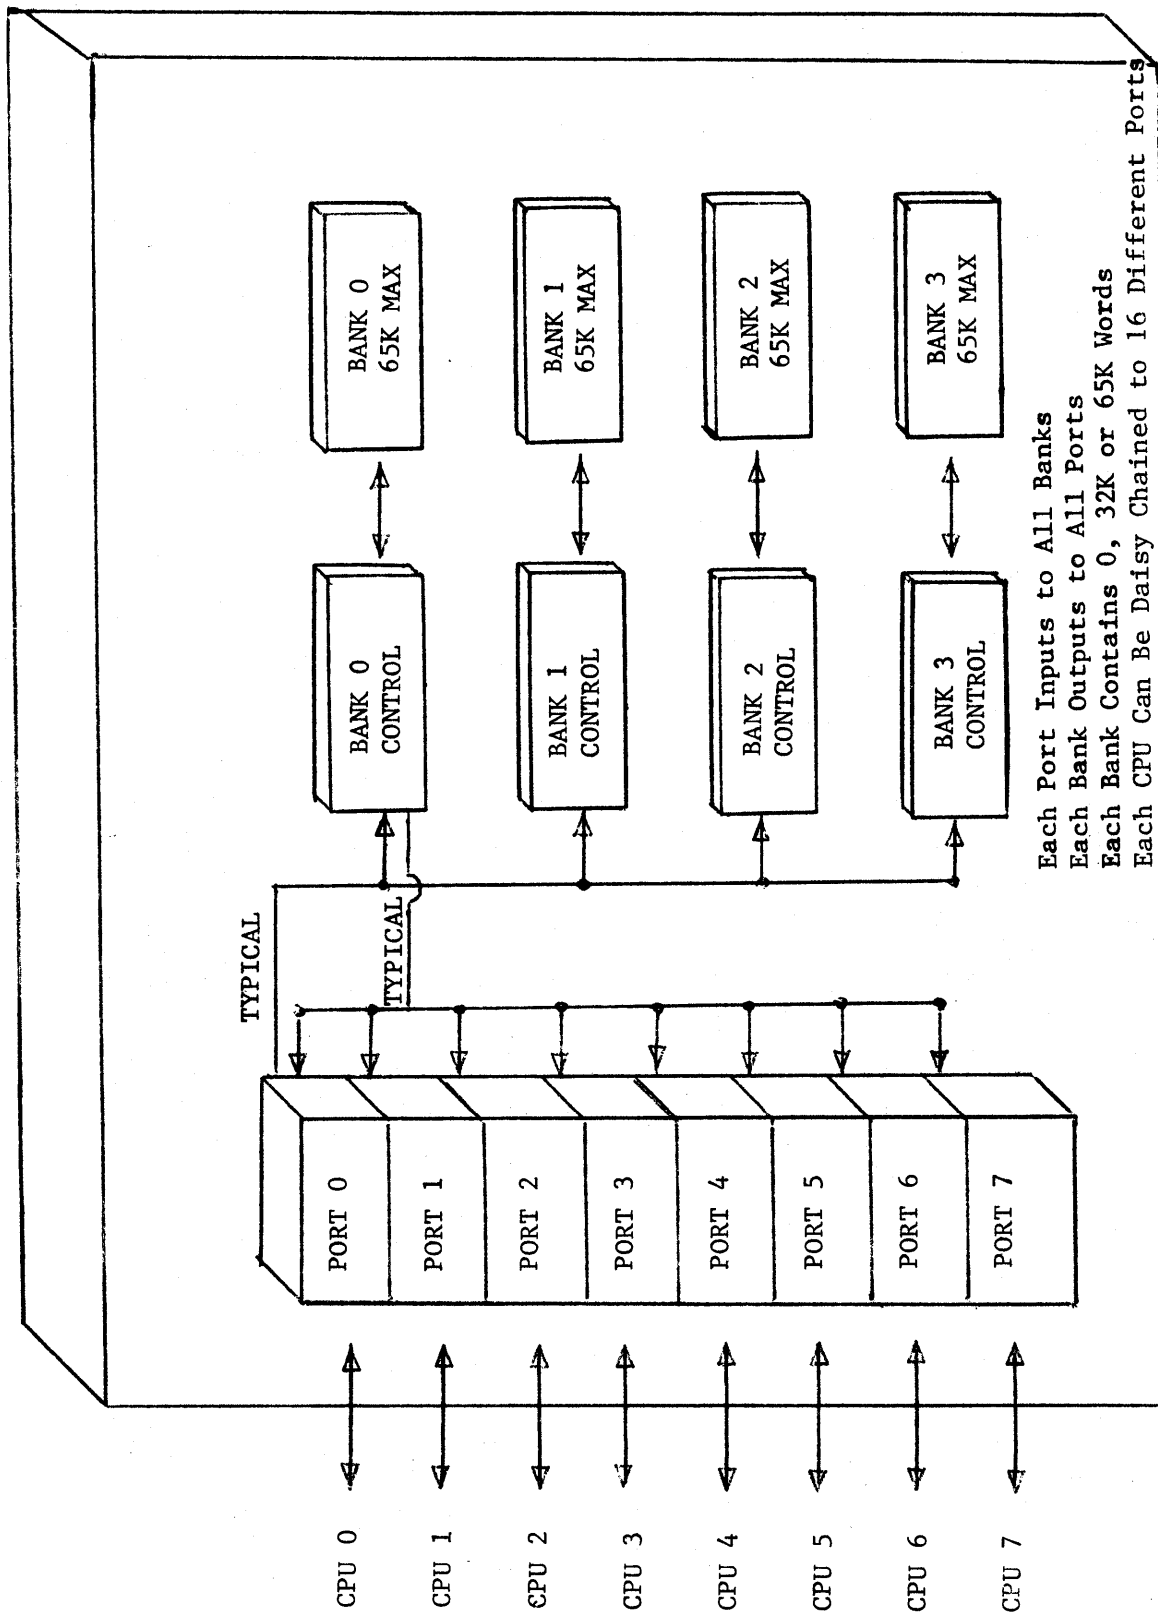 TYPICAL
TYPICAL
CPU 0
PORT 0
BANK 0
CONTROL
BANK 0
65K MAX
CPU 1
PORT 1
BANK 1
CONTROL
BANK 1
65K MAX
CPU 2
PORT 2
CPU 3
PORT 3
BANK 2
CONTROL
BANK 2
65K MAX
CPU 4
PORT 4
CPU 5
PORT 5
BANK 3
CONTROL
BANK 3
65K MAX
CPU 6
PORT 6
CPU 7
PORT 7
Each Port Inputs to All Banks
Each Bank Outputs to All Ports
Each Bank Contains 0, 32K or 65K Words
Each CPU Can Be Daisy Chained to 16 Different Ports